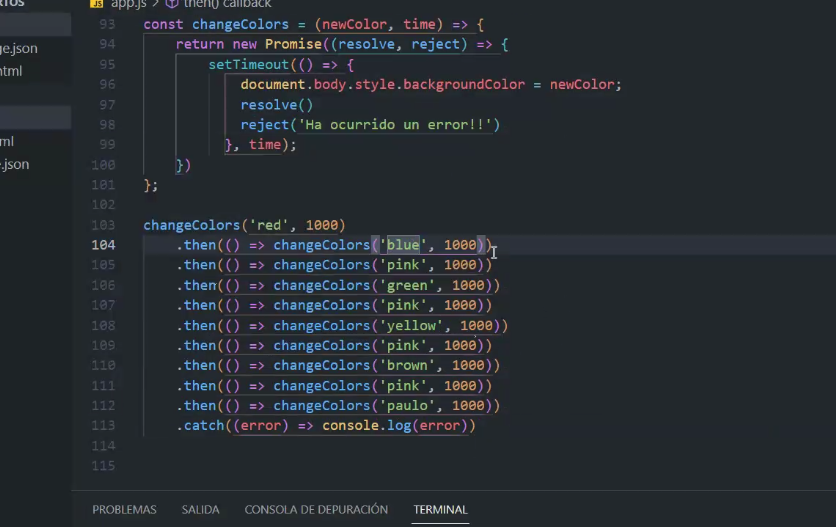 app.js > then() callback
ge.json
html
ml
.json
93 const changeColors = (newColor, time) => {
94 return new Promise((resolve, reject) => {
95 setTimeout(() => {
96 document.body.style.backgroundColor = newColor;
97 resolve()
98 reject('Ha ocurrido un error!!')
99 }, time);
100 })
101 };
102
103 changeColors('red', 1000)
104 .then(() => changeColors('blue', 1000))
105 .then(() => changeColors('pink', 1000))
106 .then(() => changeColors('green', 1000))
107 .then(() => changeColors('pink', 1000))
108 .then(() => changeColors('yellow', 1000))
109 .then(() => changeColors('pink', 1000))
110 .then(() => changeColors('brown', 1000))
111 .then(() => changeColors('pink', 1000))
112 .then(() => changeColors('paulo', 1000))
113 .catch((error) => console.log(error))
114
115
PROBLEMAS SALIDA CONSOLA DE DEPURACIÓN TERMINAL